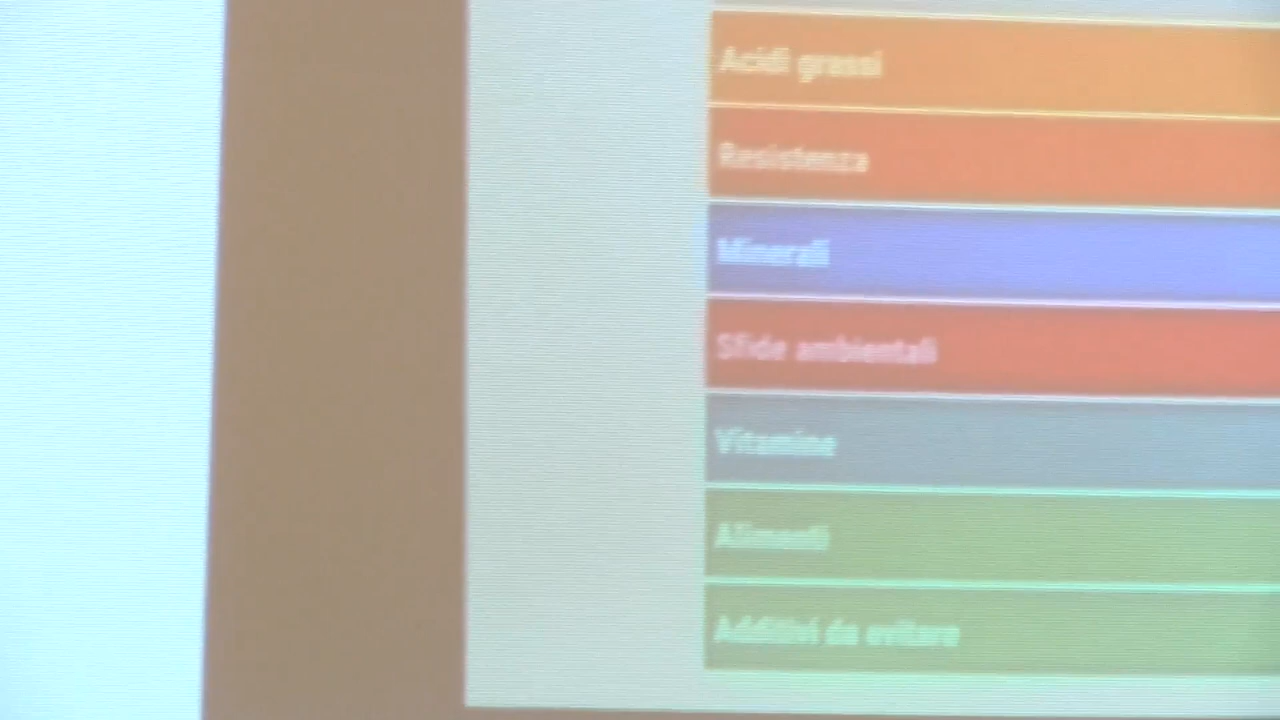 Acidi grassi
Resistenza
Minerali
Sfide ambientali
Vitamine
Alimenti
Additivi da evitare